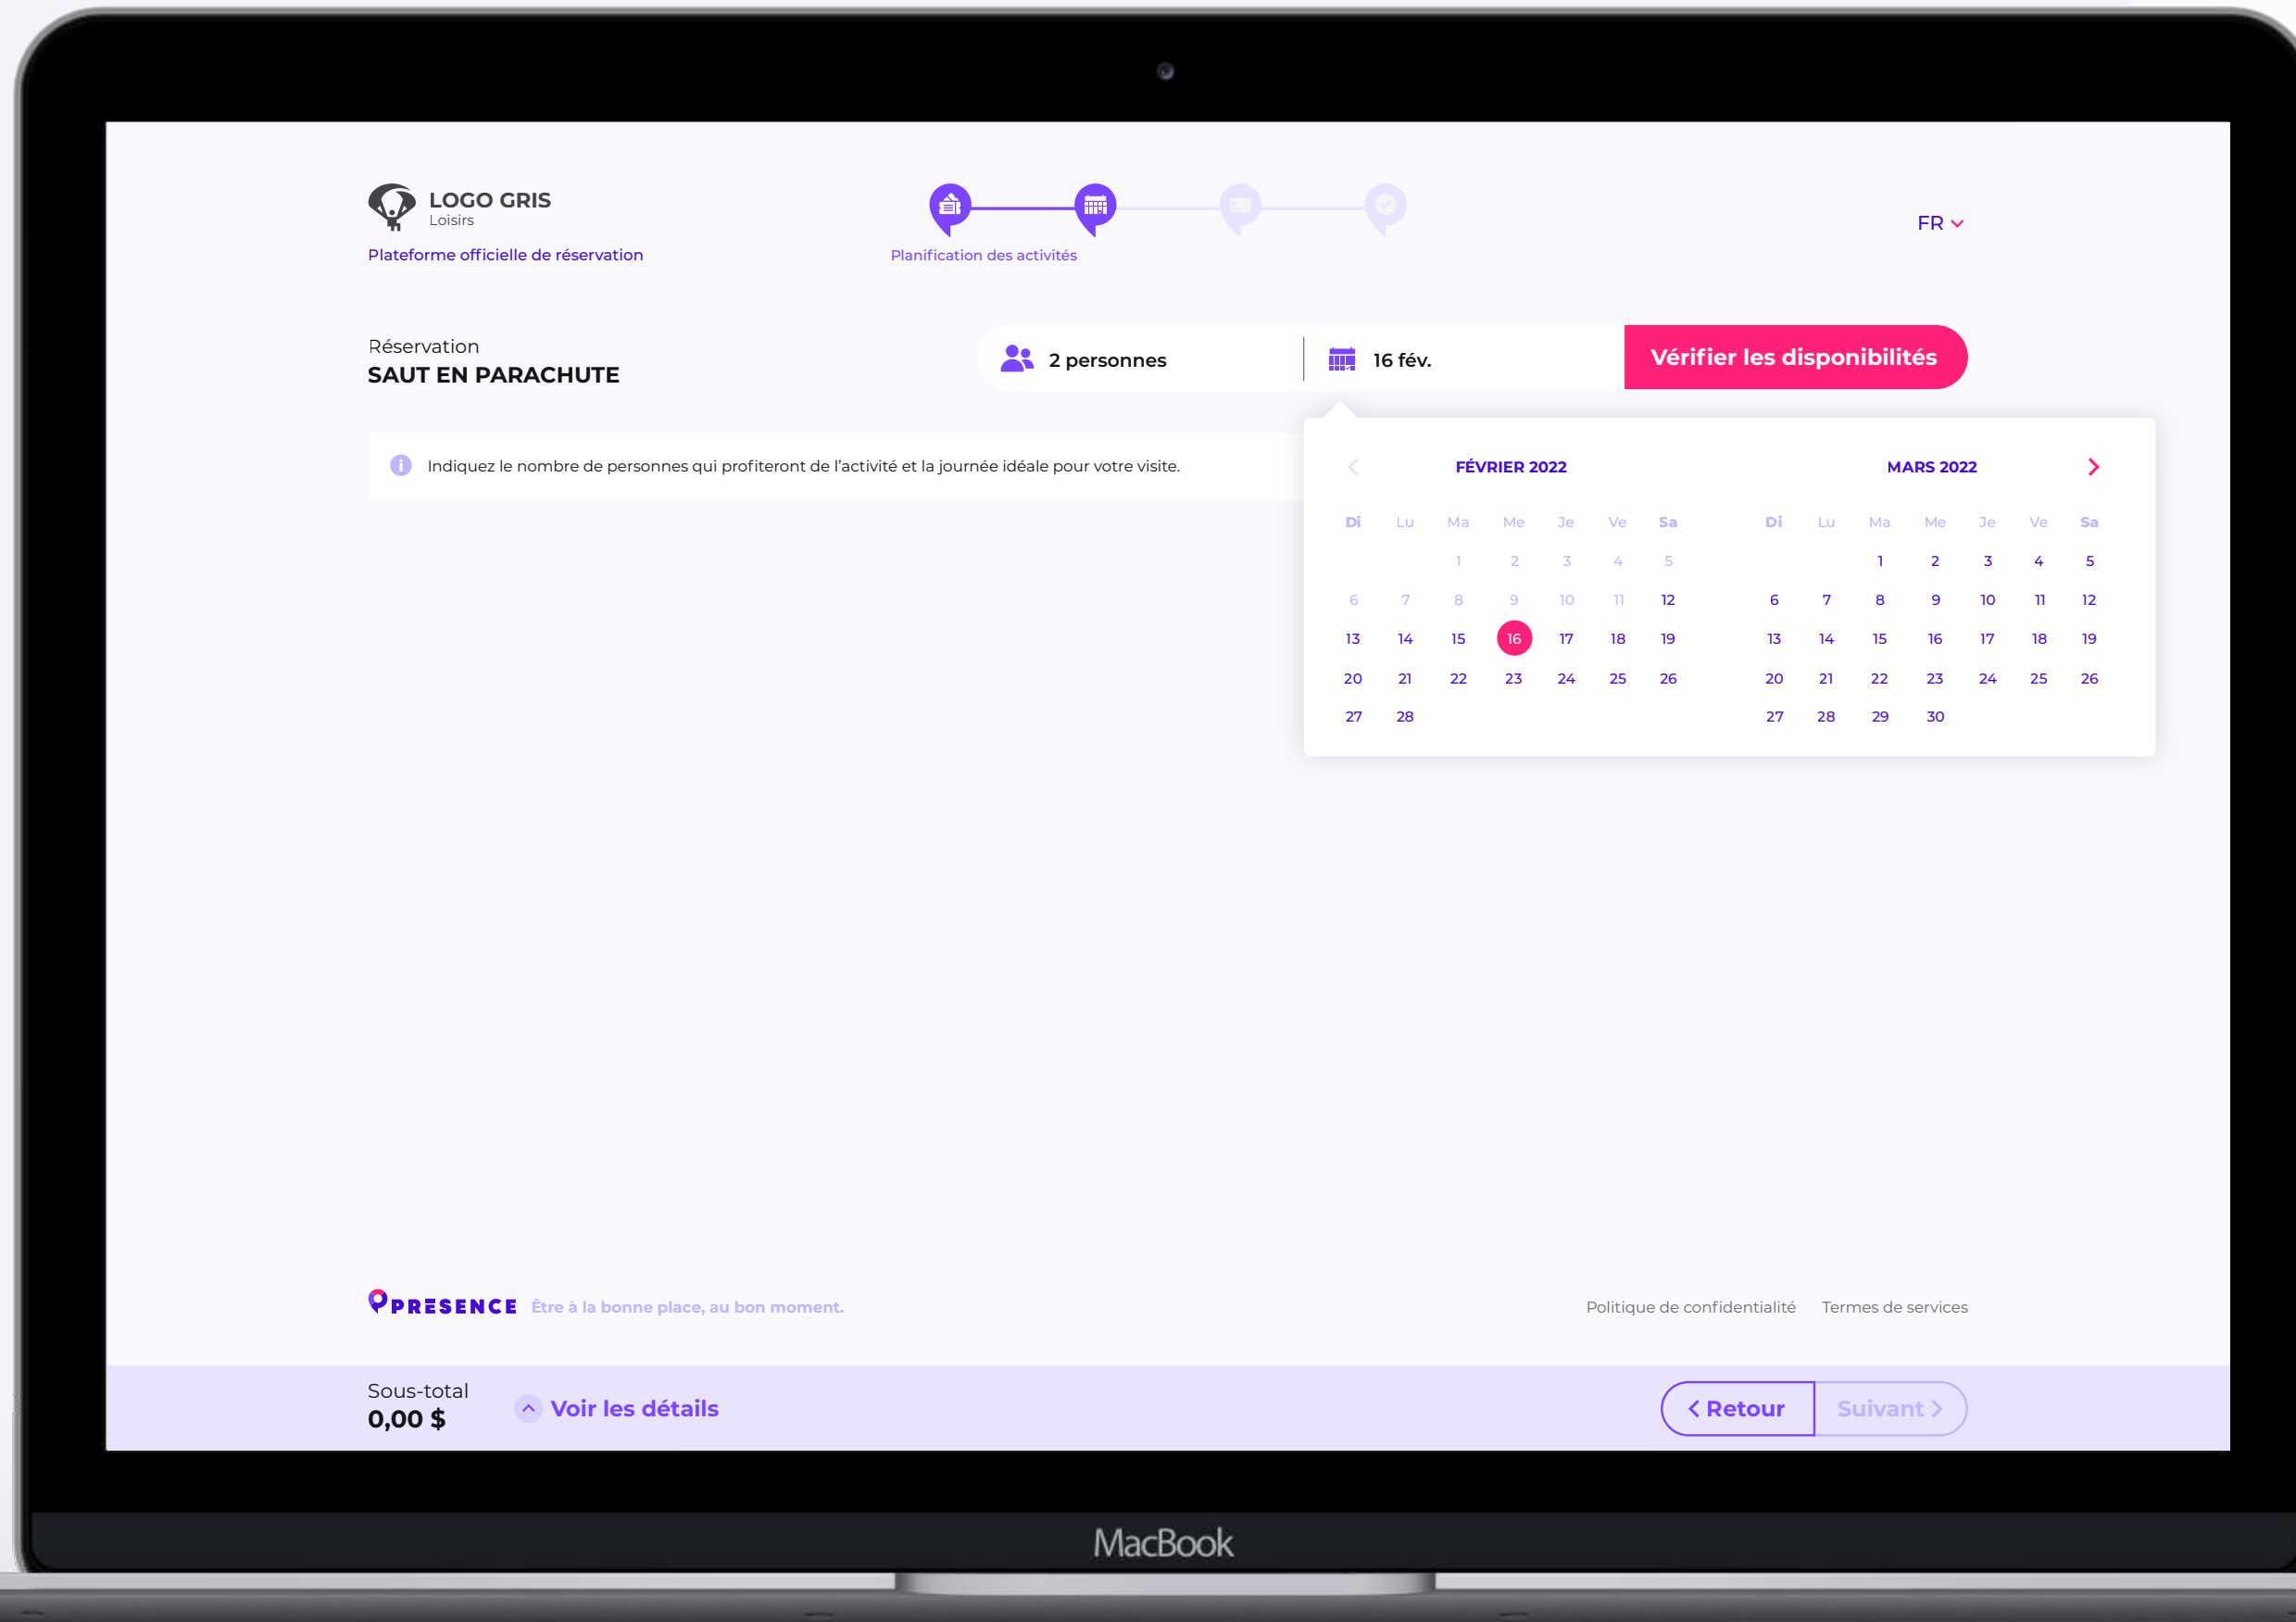 LOGO GRIS
Loisirs
Plateforme officielle de réservation
Planification des activités
FR
Réservation
SAUT EN PARACHUTE
2 personnes
16 fév.
Vérifier les disponibilités
Indiquez le nombre de personnes qui profiteront de l’activité et la journée idéale pour votre visite.
FÉVRIER 2022
Di Lu Ma Me Je Ve Sa
1 2 3 4 5
6 7 8 9 10 11 12
13 14 15 16 17 18 19
20 21 22 23 24 25 26
27 28
MARS 2022
Di Lu Ma Me Je Ve Sa
1 2 3 4 5
6 7 8 9 10 11 12
13 14 15 16 17 18 19
20 21 22 23 24 25 26
27 28 29 30
PRESENCE Être à la bonne place, au bon moment.
Politique de confidentialité Termes de services
Sous-total
0,00 $
Voir les détails
Retour
Suivant
MacBook